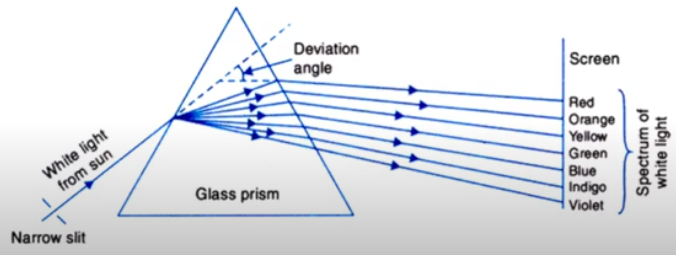 Deviation
angle
Screen
Red
Orange
Yellow
Green
Blue
Indigo
Violet
Spectrum of
white light
White light
from sun
Glass prism
Narrow slit